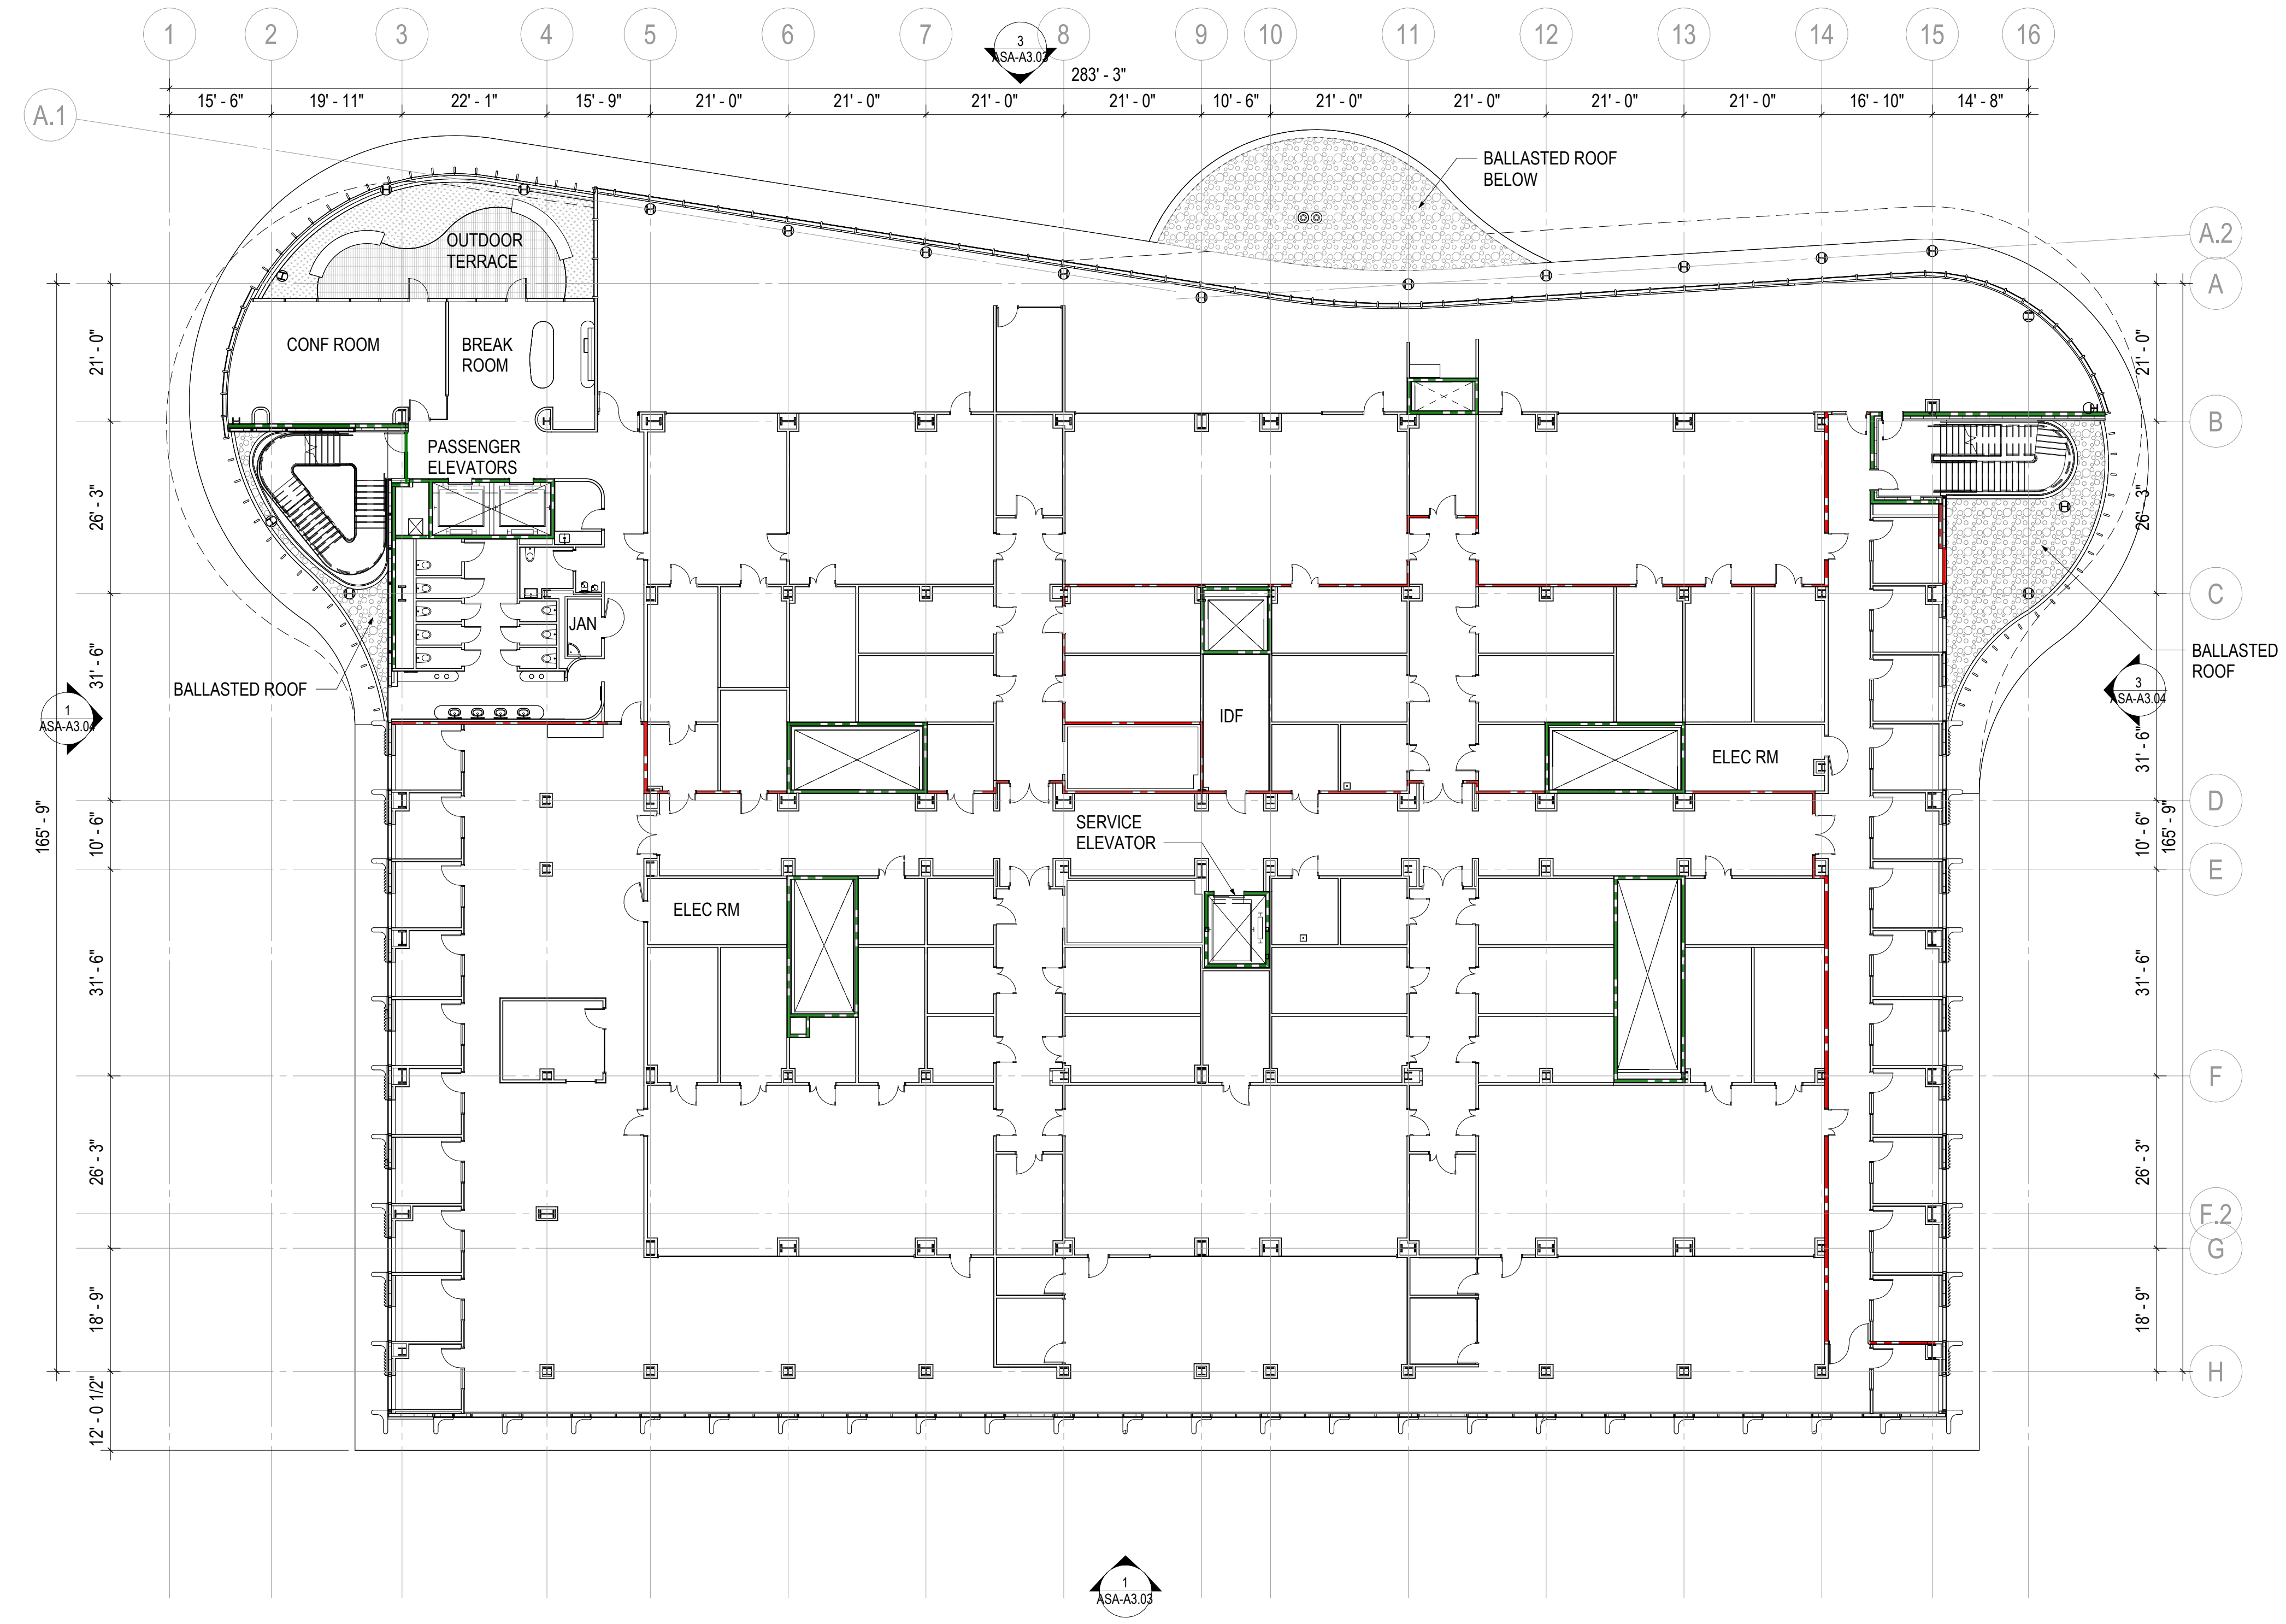 1 2 3 4 5 6 7 8 9 10 11 12 13 14 15 16
3
ASA-A3.03
283' - 3"
15' - 6" 19' - 11" 22' - 1" 15' - 9" 21' - 0" 21' - 0" 21' - 0" 21' - 0" 10' - 6" 21' - 0" 21' - 0" 21' - 0" 21' - 0" 16' - 10" 14' - 8"
A.1
BALLASTED ROOF
BELOW
A.2
OUTDOOR
TERRACE
A
CONF ROOM
BREAK
ROOM
21' - 0"
21' - 0"
B
PASSENGER
ELEVATORS
26' - 3"
26' - 3"
C
JAN
31' - 6"
BALLASTED
ROOF
BALLASTED ROOF
1
ASA-A3.04
3
ASA-A3.04
IDF
ELEC RM
31' - 6"
D
165' - 9"
10' - 6"
SERVICE
ELEVATOR
10' - 6"
165' - 9"
E
ELEC RM
31' - 6"
31' - 6"
F
26' - 3"
26' - 3"
F.2
G
18' - 9"
18' - 9"
H
12' - 0 1/2"
1
ASA-A3.03